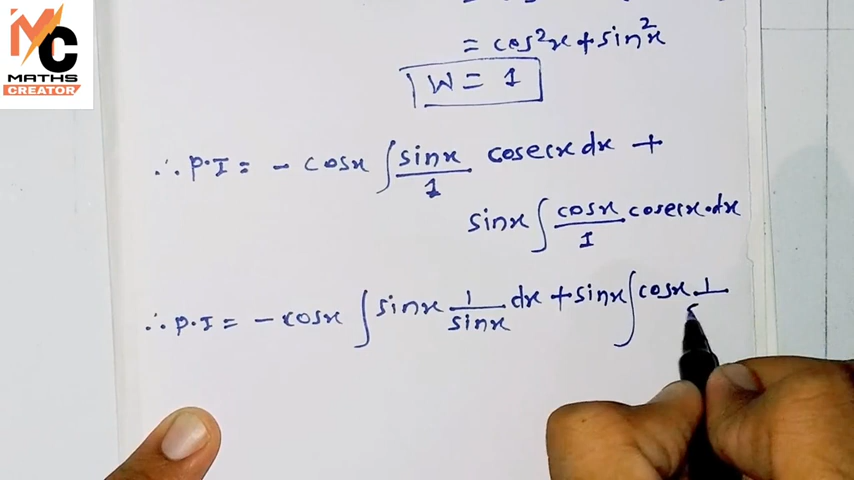 MC
MATHS
CREATOR
= cos²x + sin²x
W = 1
∴ P.I = - cosx ∫ sinx/1 cosecx dx +
sinx ∫ cosx/1 cosecx.dx
∴ P.I = - cosx ∫ sinx 1/sinx dx + sinx ∫ cosx 1/s